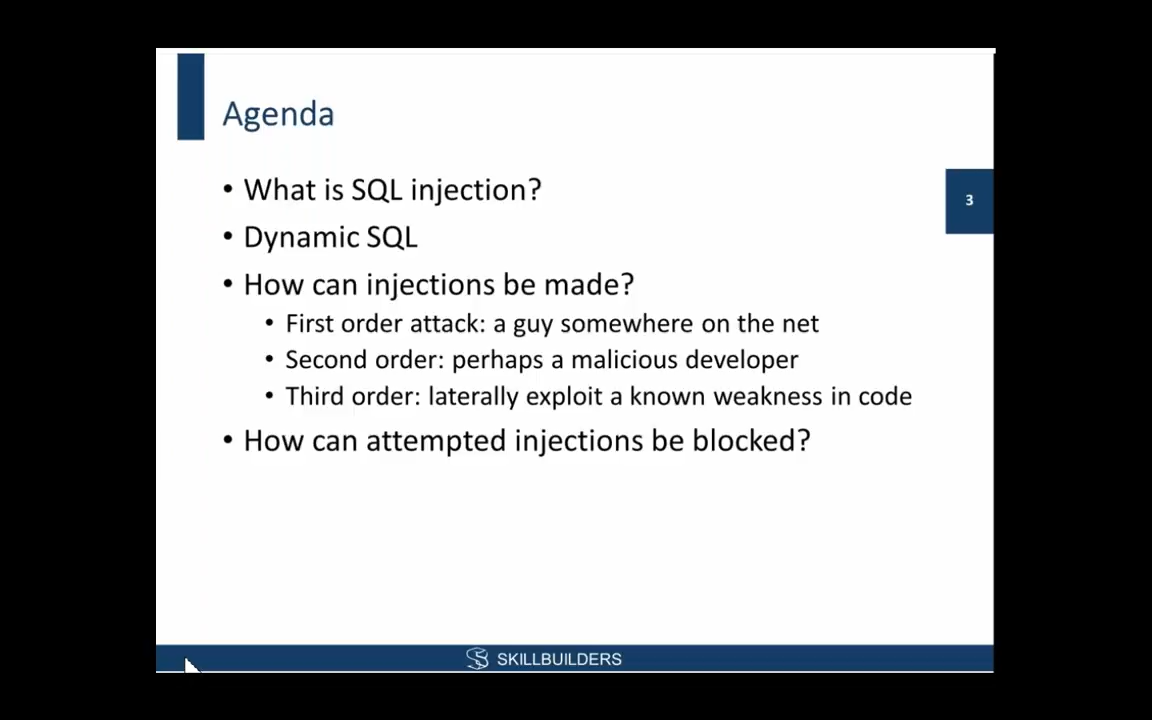 Agenda
• What is SQL injection?
3
• Dynamic SQL
• How can injections be made?
• First order attack: a guy somewhere on the net
• Second order: perhaps a malicious developer
• Third order: laterally exploit a known weakness in code
• How can attempted injections be blocked?
SKILLBUILDERS